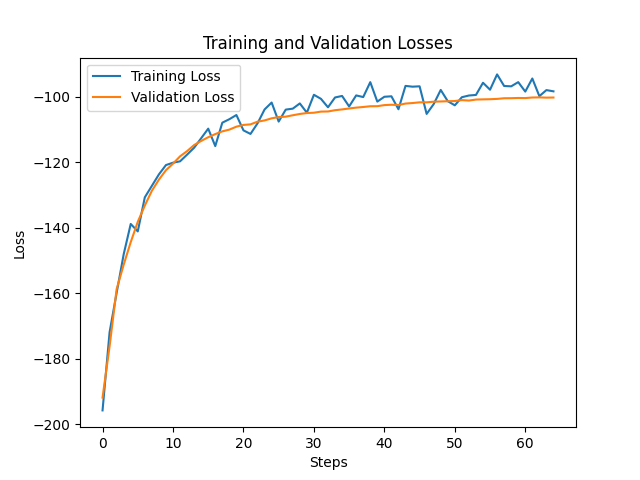 Training and Validation Losses
Training Loss
Validation Loss
−100
−120
−140
−160
−180
−200
Loss
0 10 20 30 40 50 60
Steps